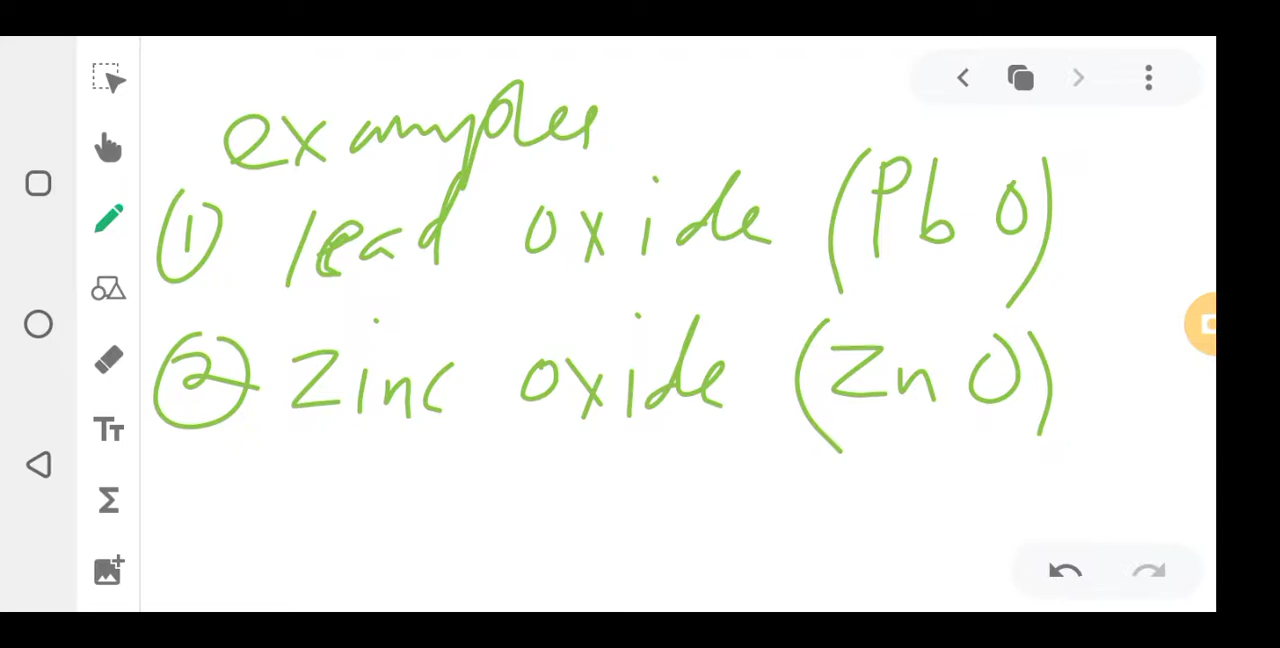 examples
(1) lead oxide (PbO)
(2) Zinc oxide (ZnO)